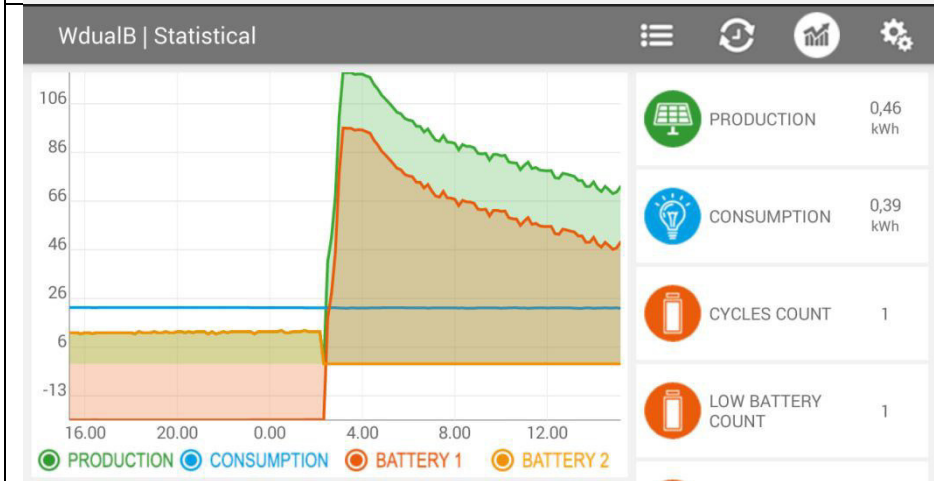 WdualB | Statistical
106
86
66
46
26
6
-13
16.00 20.00 0.00 4.00 8.00 12.00
PRODUCTION CONSUMPTION BATTERY 1 BATTERY 2
PRODUCTION 0,46 kWh
CONSUMPTION 0,39 kWh
CYCLES COUNT 1
LOW BATTERY COUNT 1